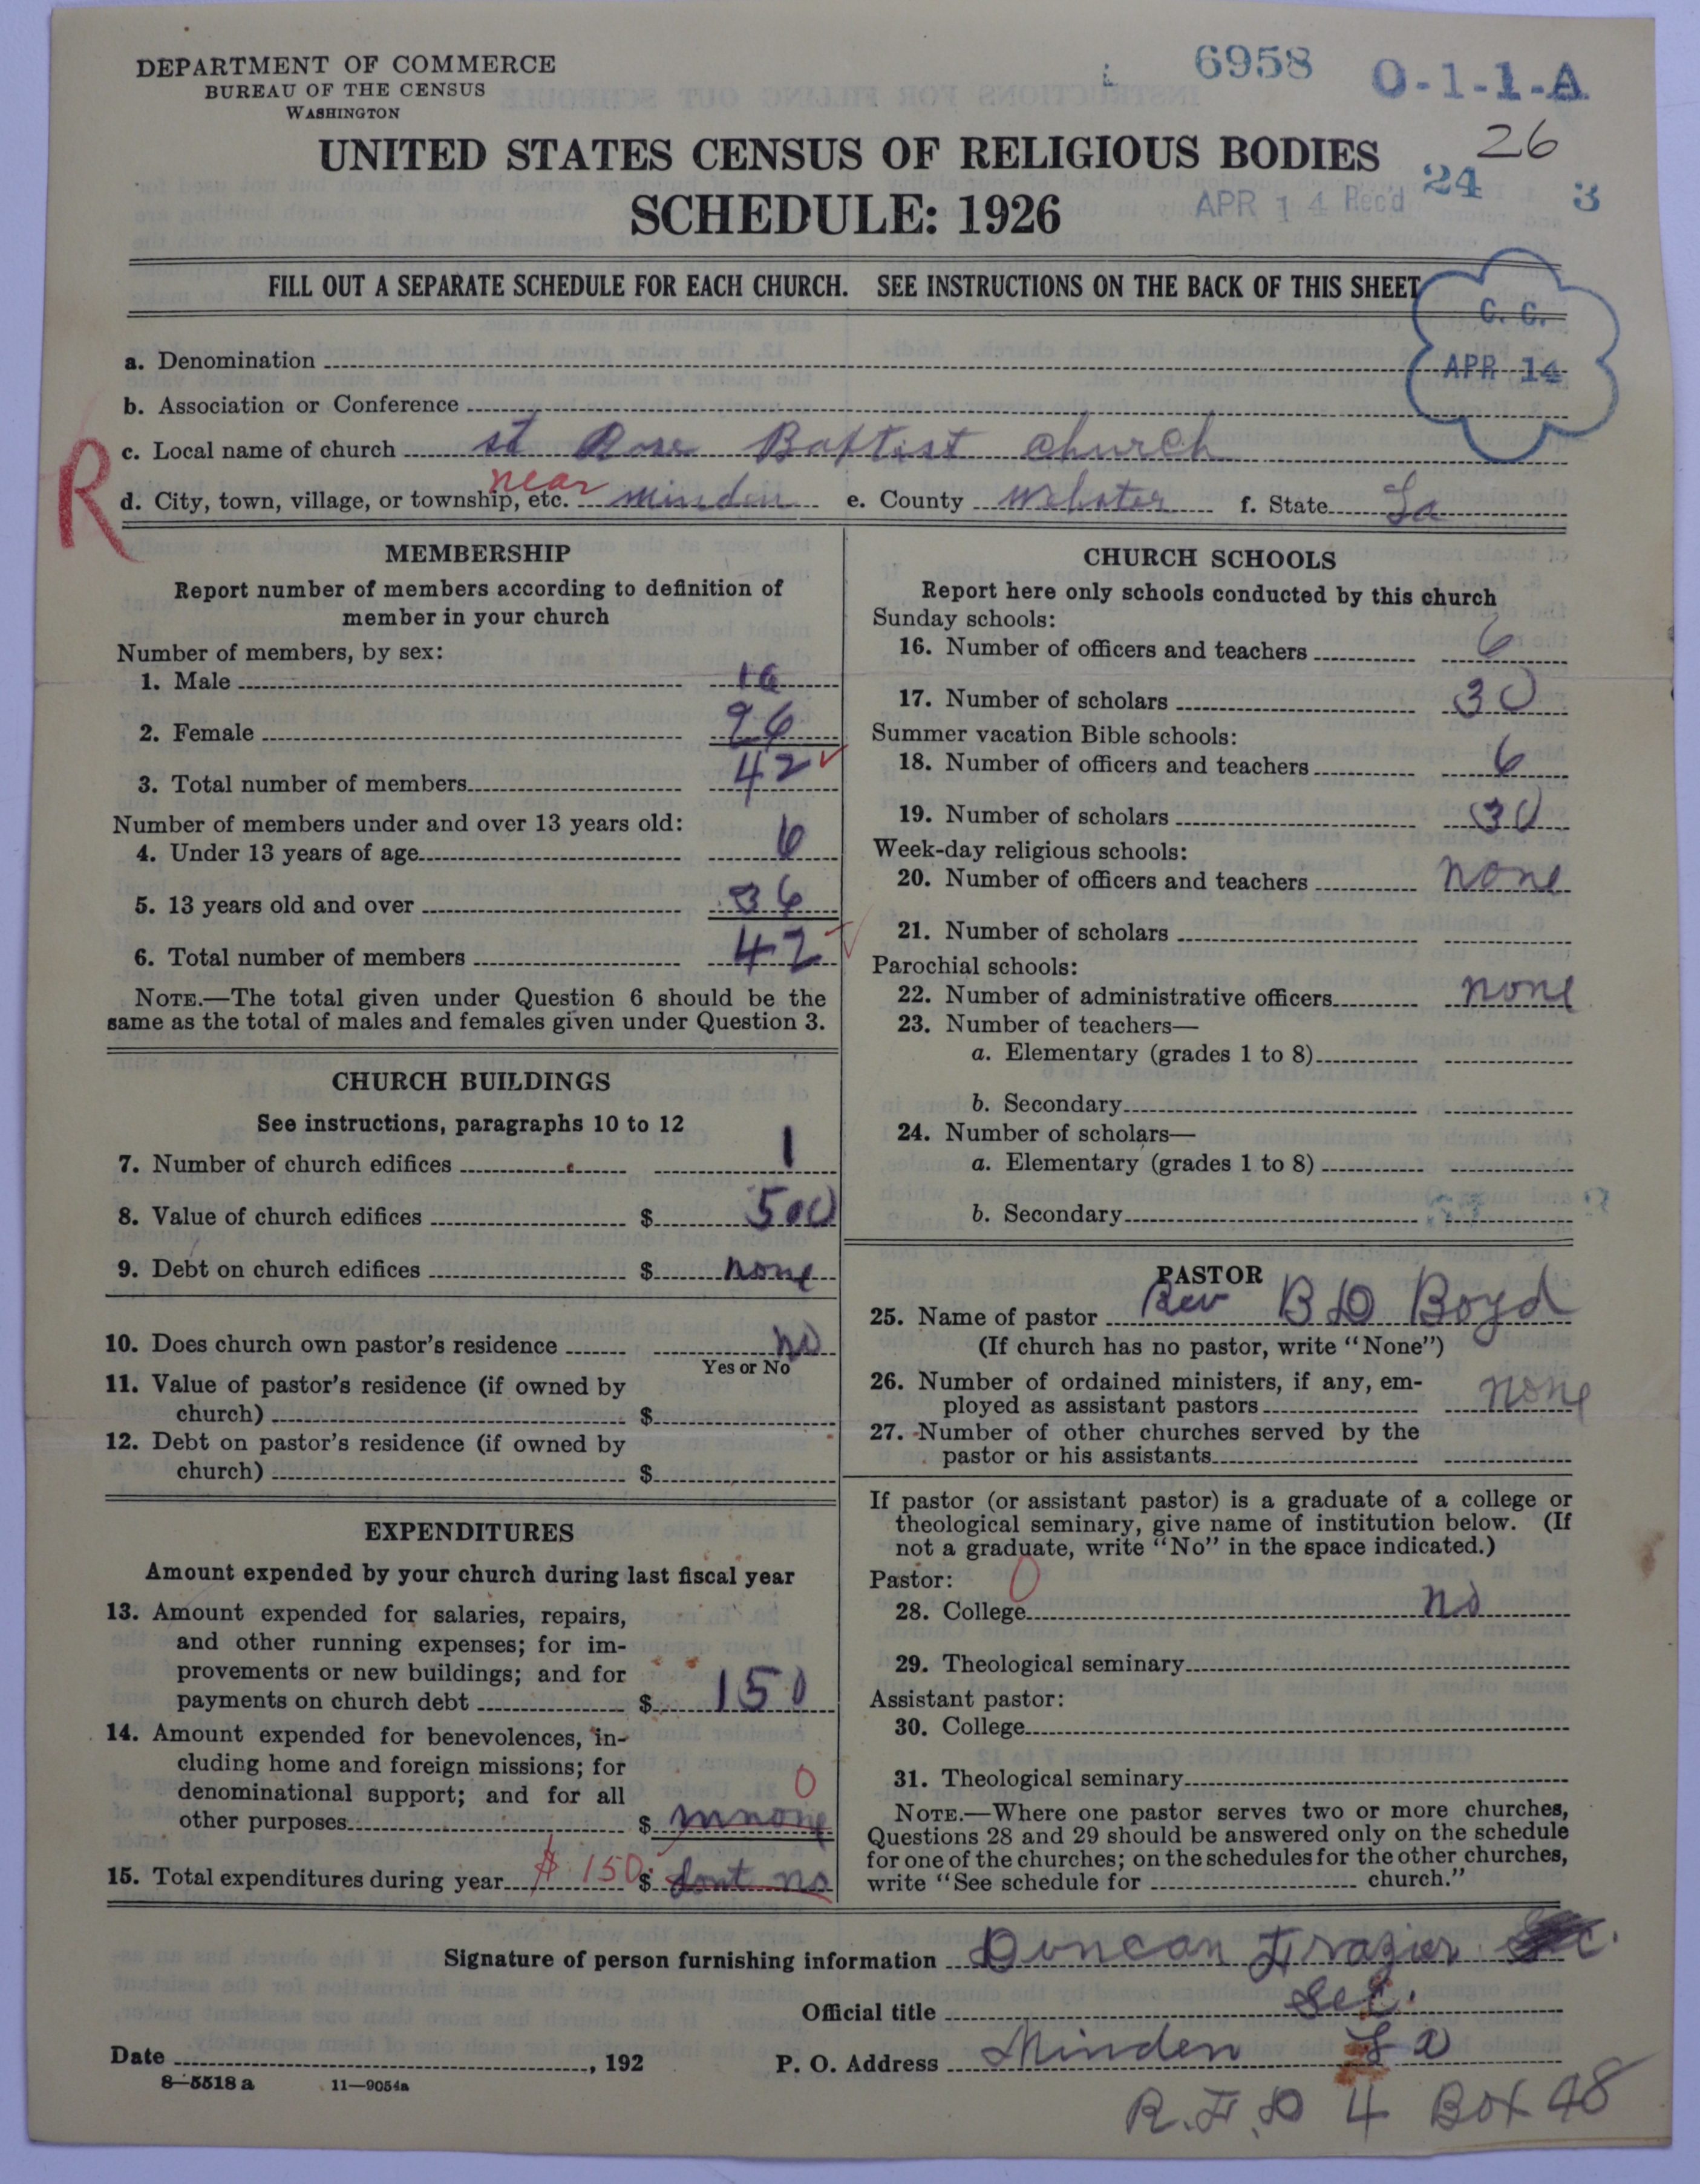 DEPARTMENT OF COMMERCE
BUREAU OF THE CENSUS
WASHINGTON
6958
O-1-1-A
26
UNITED STATES CENSUS OF RELIGIOUS BODIES
24
3
SCHEDULE: 1926
APR 14 Rec'd
FILL OUT A SEPARATE SCHEDULE FOR EACH CHURCH. SEE INSTRUCTIONS ON THE BACK OF THIS SHEET
C. C.
APR 14
a. Denomination
b. Association or Conference
R
c. Local name of church st Rose Baptist church
d. City, town, village, or township, etc. near minden e. County Webster f. State La
MEMBERSHIP
Report number of members according to definition of
member in your church
Number of members, by sex:
1. Male 16
2. Female 26
3. Total number of members 42
Number of members under and over 13 years old:
4. Under 13 years of age 6
5. 13 years old and over 36
6. Total number of members 42
NOTE.—The total given under Question 6 should be the
same as the total of males and females given under Question 3.
CHURCH BUILDINGS
See instructions, paragraphs 10 to 12
7. Number of church edifices 1
8. Value of church edifices $ 500
9. Debt on church edifices $ none
10. Does church own pastor's residence no
Yes or No
11. Value of pastor's residence (if owned by
church) $
12. Debt on pastor's residence (if owned by
church) $
EXPENDITURES
Amount expended by your church during last fiscal year
13. Amount expended for salaries, repairs,
and other running expenses; for im-
provements or new buildings; and for
payments on church debt $ 150
14. Amount expended for benevolences, in-
cluding home and foreign missions; for
denominational support; and for all
0
other purposes $ mnone
15. Total expenditures during year $ 150 $ dont no
CHURCH SCHOOLS
Report here only schools conducted by this church
Sunday schools:
16. Number of officers and teachers 6
17. Number of scholars 30
Summer vacation Bible schools:
18. Number of officers and teachers 6
19. Number of scholars 30
Week-day religious schools:
20. Number of officers and teachers none
21. Number of scholars
Parochial schools:
22. Number of administrative officers none
23. Number of teachers—
a. Elementary (grades 1 to 8)
b. Secondary
24. Number of scholars—
a. Elementary (grades 1 to 8)
b. Secondary
PASTOR
25. Name of pastor Rev B D Boyd
(If church has no pastor, write "None")
26. Number of ordained ministers, if any, em-
ployed as assistant pastors none
27. Number of other churches served by the
pastor or his assistants
If pastor (or assistant pastor) is a graduate of a college or
theological seminary, give name of institution below. (If
not a graduate, write "No" in the space indicated.)
Pastor: 0
28. College no
29. Theological seminary
Assistant pastor:
30. College
31. Theological seminary
NOTE.—Where one pastor serves two or more churches,
Questions 28 and 29 should be answered only on the schedule
for one of the churches; on the schedules for the other churches,
write "See schedule for church."
Signature of person furnishing information Duncan Frazier
Official title Sec.
Date , 192
P. O. Address Minden La
8—5518 a 11—9054a
R.F.D 4 Box 48